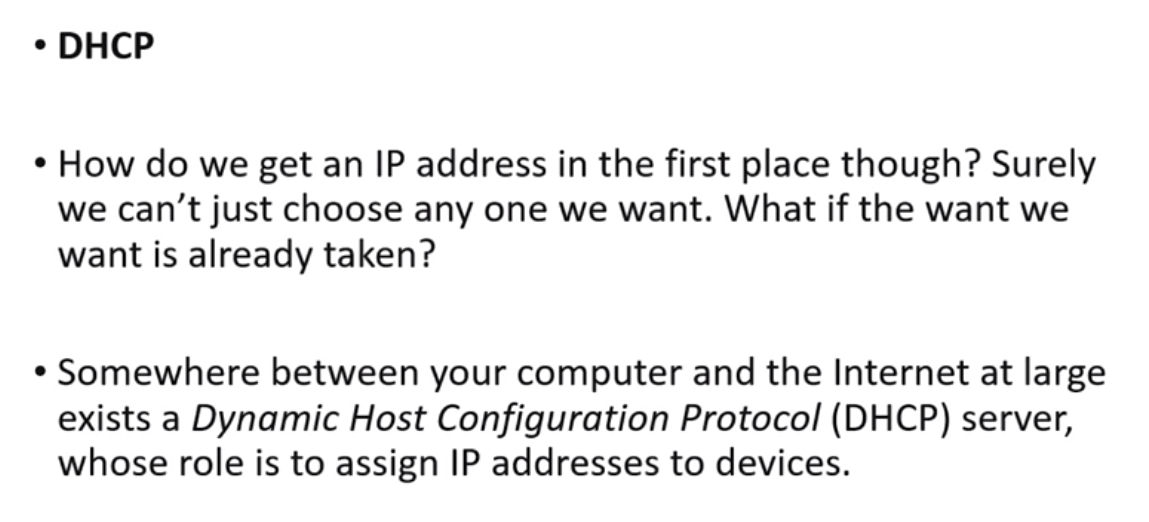 • DHCP
• How do we get an IP address in the first place though? Surely
we can’t just choose any one we want. What if the want we
want is already taken?
• Somewhere between your computer and the Internet at large
exists a Dynamic Host Configuration Protocol (DHCP) server,
whose role is to assign IP addresses to devices.